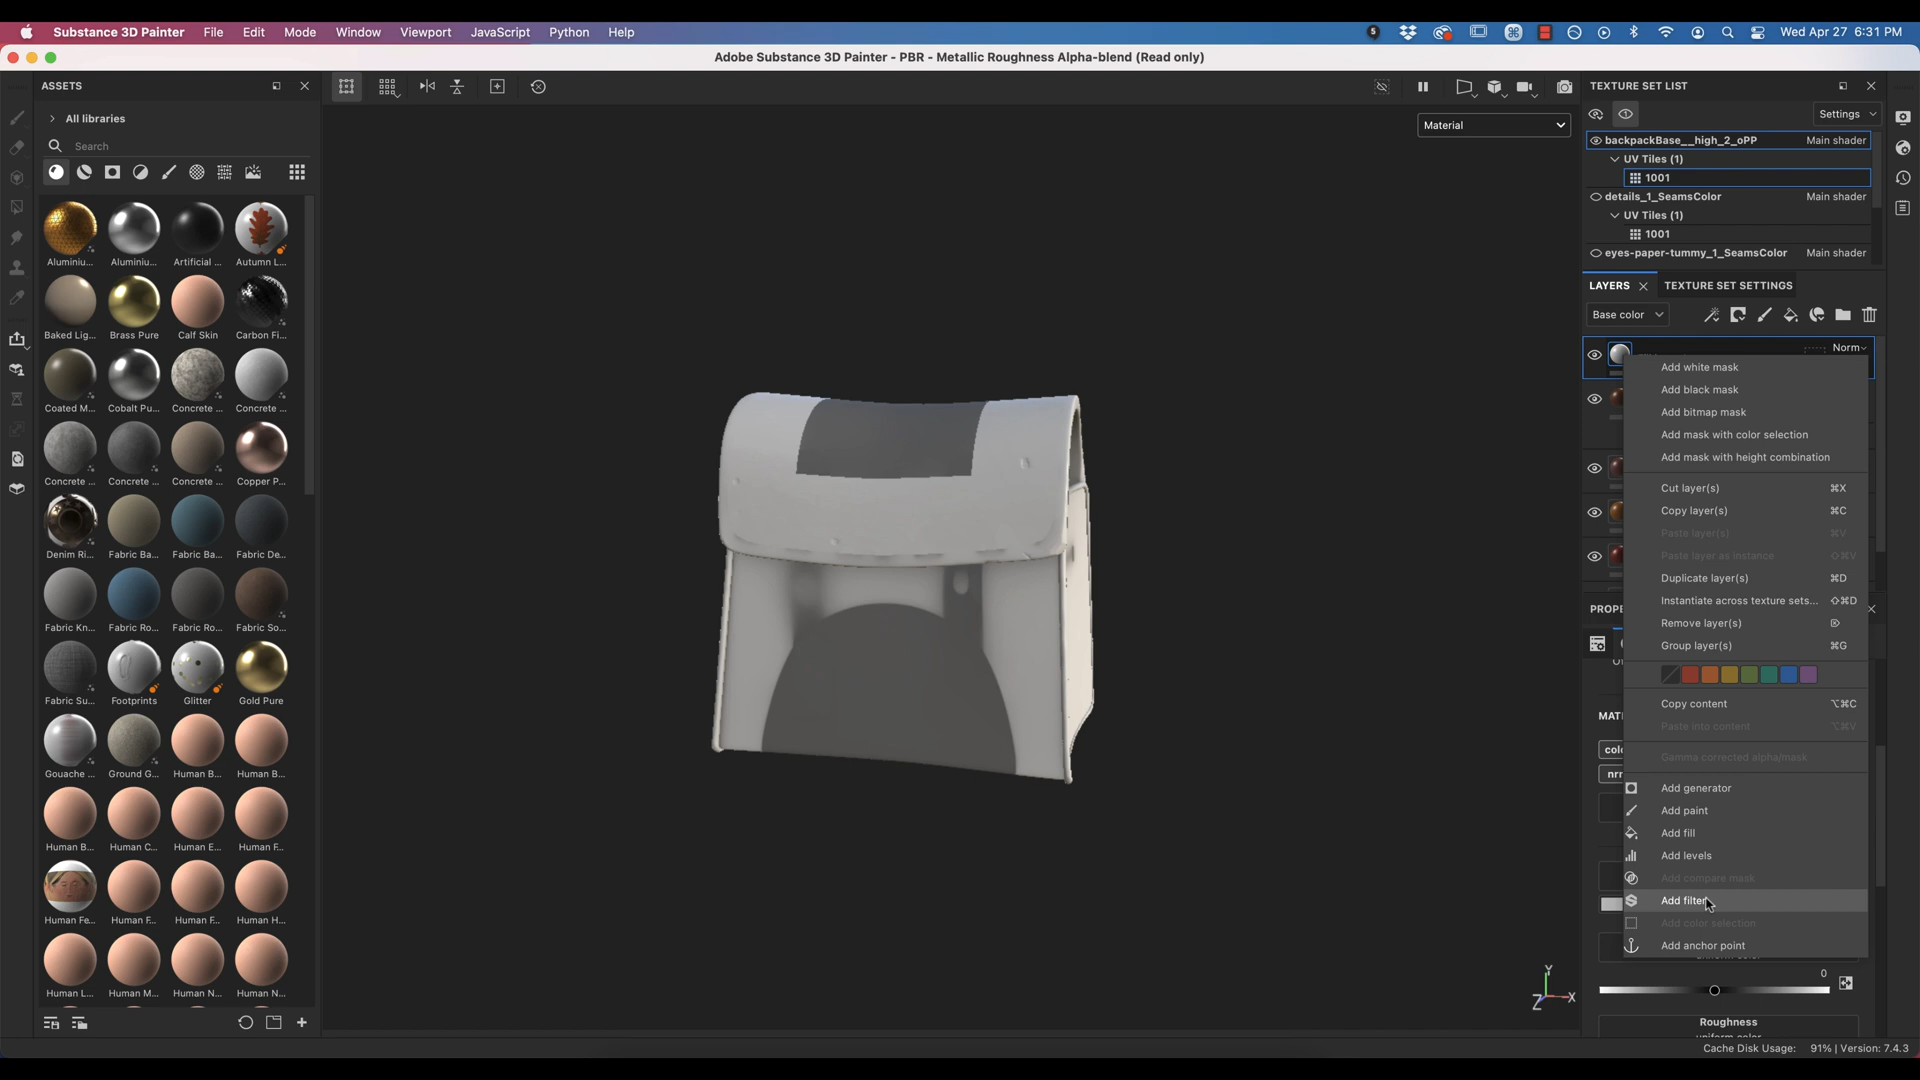 Substance 3D Painter File Edit Mode Window Viewport JavaScript Python Help
Wed Apr 27 6:31 PM
Adobe Substance 3D Painter - PBR - Metallic Roughness Alpha-blend (Read only)
ASSETS
All libraries
Search
Aluminiu... Aluminiu... Artificial ... Autumn L...
Baked Lig... Brass Pure Calf Skin Carbon Fi...
Coated M... Cobalt Pu... Concrete ... Concrete ...
Concrete ... Concrete ... Concrete ... Copper P...
Denim Ri... Fabric Ba... Fabric Ba... Fabric De...
Fabric Kn... Fabric Ro... Fabric Ro... Fabric So...
Fabric Su... Footprints Glitter Gold Pure
Gouache ... Ground G... Human B... Human B...
Human B... Human C... Human E... Human F...
Human Fe... Human F... Human F... Human H...
Human L... Human M... Human N... Human N...
Material
Y
Z X
TEXTURE SET LIST
Settings
backpackBase__high_2_oPP Main shader
UV Tiles (1)
1001
details_1_SeamsColor Main shader
UV Tiles (1)
1001
eyes-paper-tummy_1_SeamsColor Main shader
LAYERS TEXTURE SET SETTINGS
Base color
Norm
Add white mask
Add black mask
Add bitmap mask
Add mask with color selection
Add mask with height combination
Cut layer(s) ⌘X
Copy layer(s) ⌘C
Paste layer(s) ⌘V
Paste layer as instance ⇧⌘V
Duplicate layer(s) ⌘D
Instantiate across texture sets... ⇧⌘D
Remove layer(s) ⌦
Group layer(s) ⌘G
Copy content ⌥⌘C
Paste into content ⌥⌘V
Gamma corrected alpha/mask
Add generator
Add paint
Add fill
Add levels
Add compare mask
Add filter
Add color selection
Add anchor point
PROP
MAT
colo
nrr
0
Roughness
uniform color
Cache Disk Usage: 91% | Version: 7.4.3